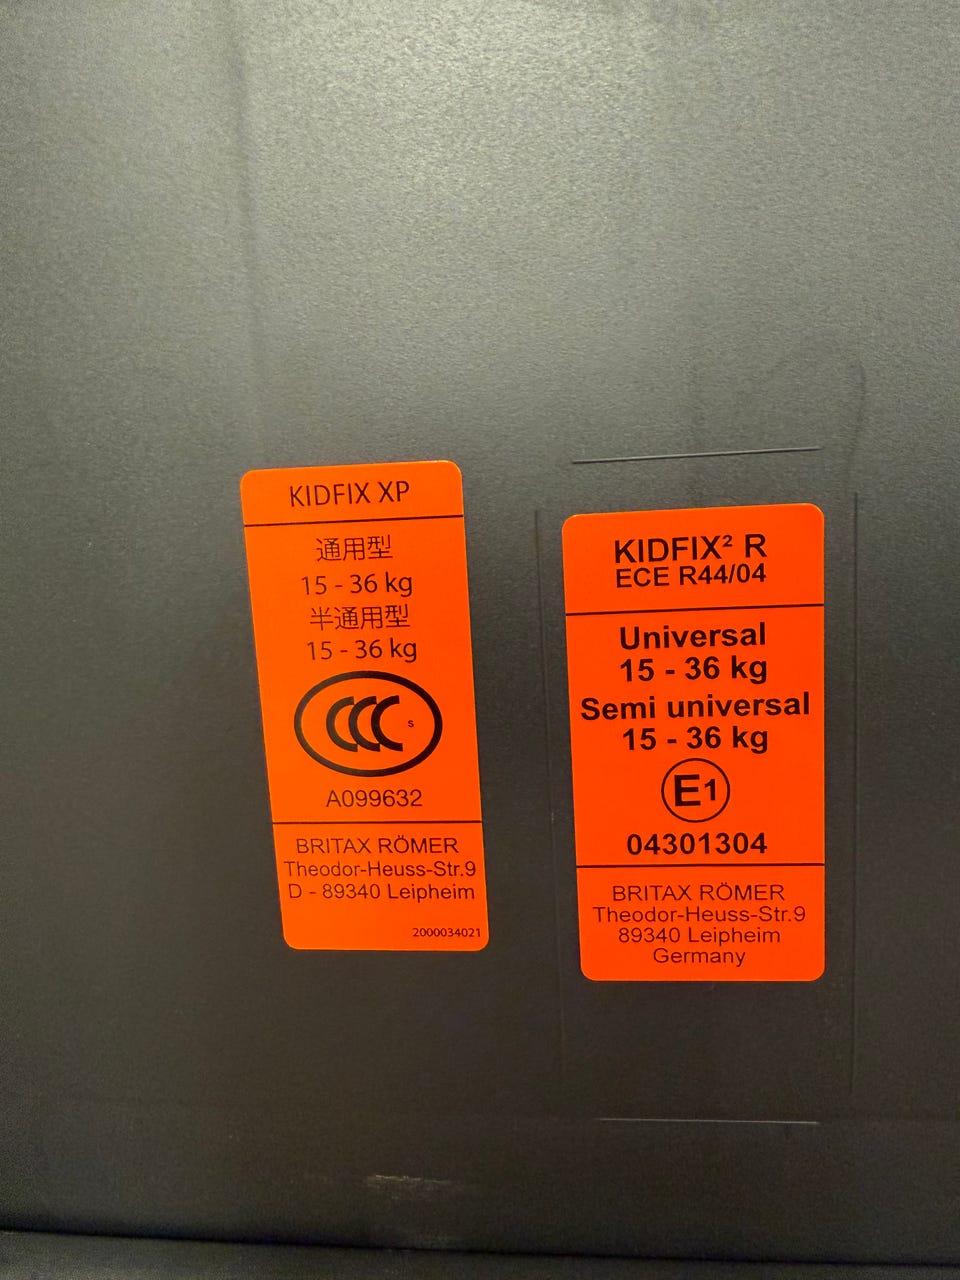 KIDFIX XP
通用型
15 - 36 kg
半通用型
15 - 36 kg
CCC S
A099632
BRITAX RÖMER
Theodor-Heuss-Str.9
D - 89340 Leipheim
2000034021
KIDFIX² R
ECE R44/04
Universal
15 - 36 kg
Semi universal
15 - 36 kg
E1
04301304
BRITAX RÖMER
Theodor-Heuss-Str.9
89340 Leipheim
Germany